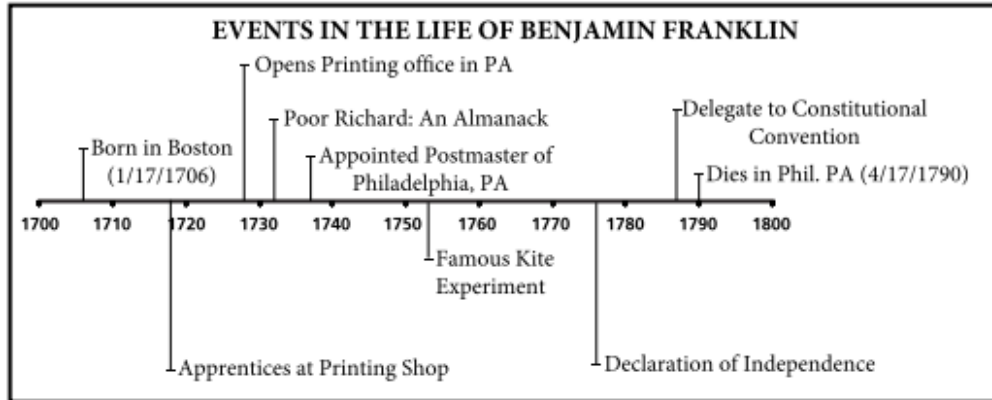 EVENTS IN THE LIFE OF BENJAMIN FRANKLIN
Opens Printing office in PA
Poor Richard: An Almanack
Delegate to Constitutional
Convention
Born in Boston
(1/17/1706)
Appointed Postmaster of
Philadelphia, PA
Dies in Phil. PA (4/17/1790)
1700 1710 1720 1730 1740 1750 1760 1770 1780 1790 1800
Famous Kite
Experiment
Apprentices at Printing Shop
Declaration of Independence